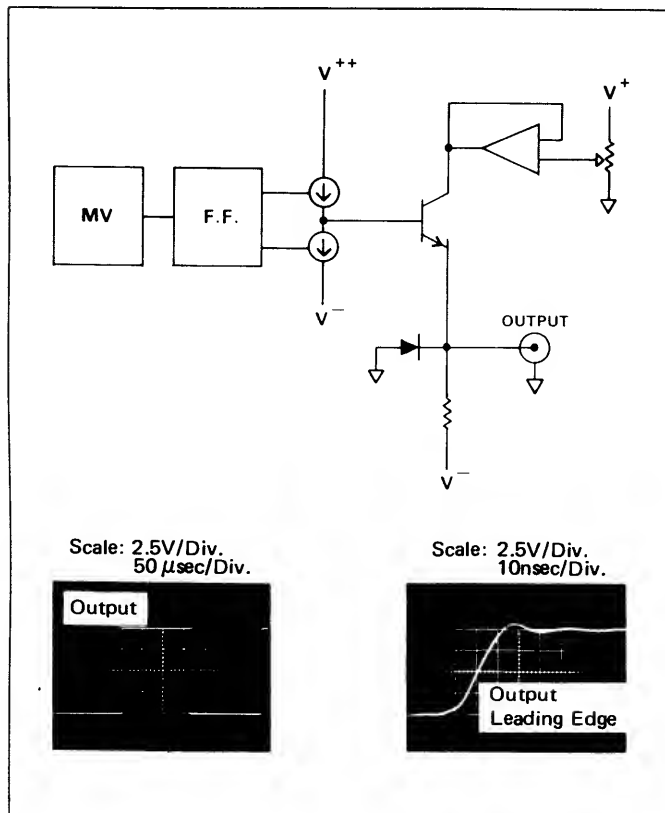 V++
V+
MV
F.F.
V−
OUTPUT
V−
Scale: 2.5V/Div.
50 μsec/Div.
Scale: 2.5V/Div.
10nsec/Div.
Output
Output
Leading Edge